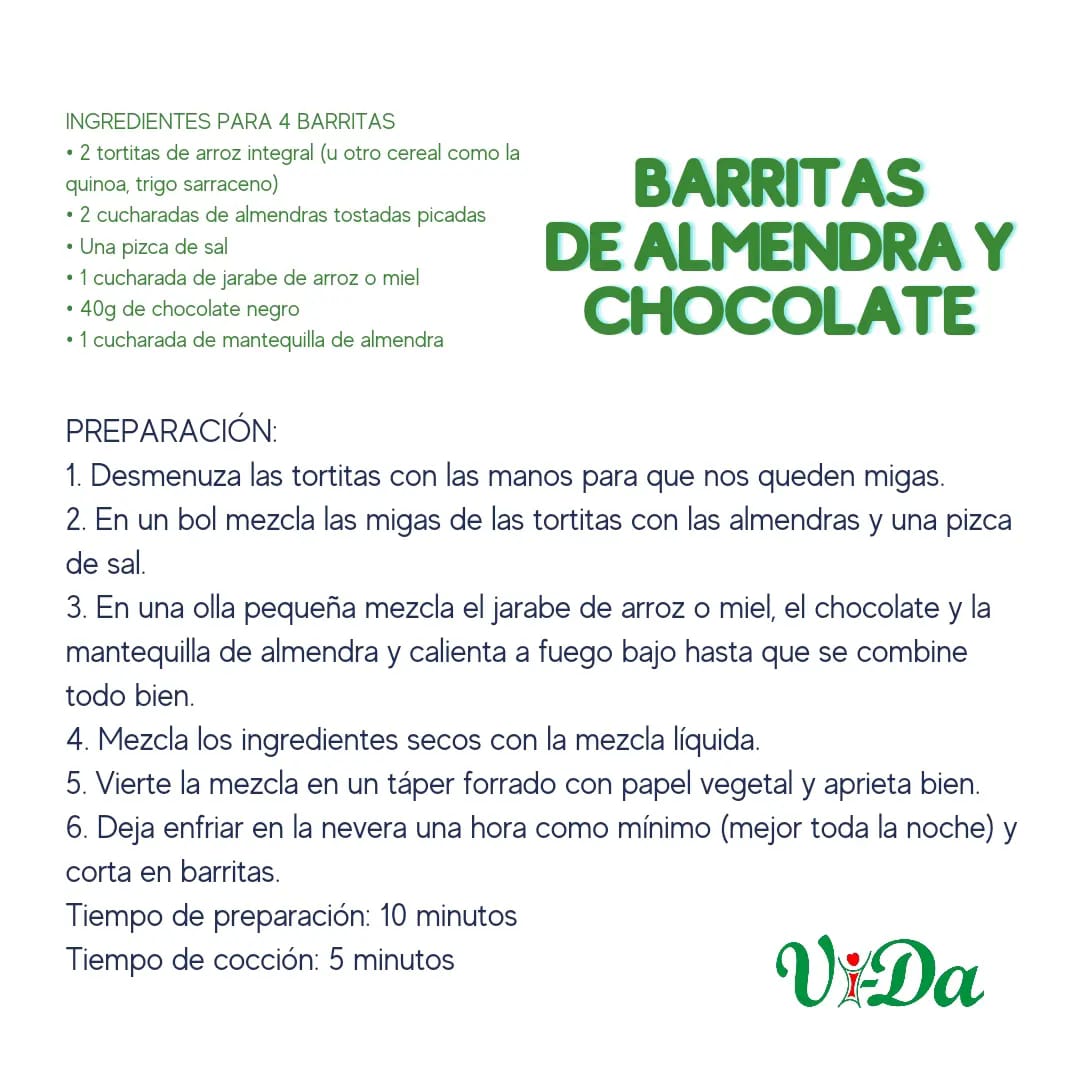 INGREDIENTES PARA 4 BARRITAS
• 2 tortitas de arroz integral (u otro cereal como la
quinoa, trigo sarraceno)
• 2 cucharadas de almendras tostadas picadas
• Una pizca de sal
• 1 cucharada de jarabe de arroz o miel
• 40g de chocolate negro
• 1 cucharada de mantequilla de almendra
BARRITAS
DE ALMENDRA Y
CHOCOLATE
PREPARACIÓN:
1. Desmenuza las tortitas con las manos para que nos queden migas.
2. En un bol mezcla las migas de las tortitas con las almendras y una pizca
de sal.
3. En una olla pequeña mezcla el jarabe de arroz o miel, el chocolate y la
mantequilla de almendra y calienta a fuego bajo hasta que se combine
todo bien.
4. Mezcla los ingredientes secos con la mezcla líquida.
5. Vierte la mezcla en un táper forrado con papel vegetal y aprieta bien.
6. Deja enfriar en la nevera una hora como mínimo (mejor toda la noche) y
corta en barritas.
Tiempo de preparación: 10 minutos
Tiempo de cocción: 5 minutos
Vi-Da